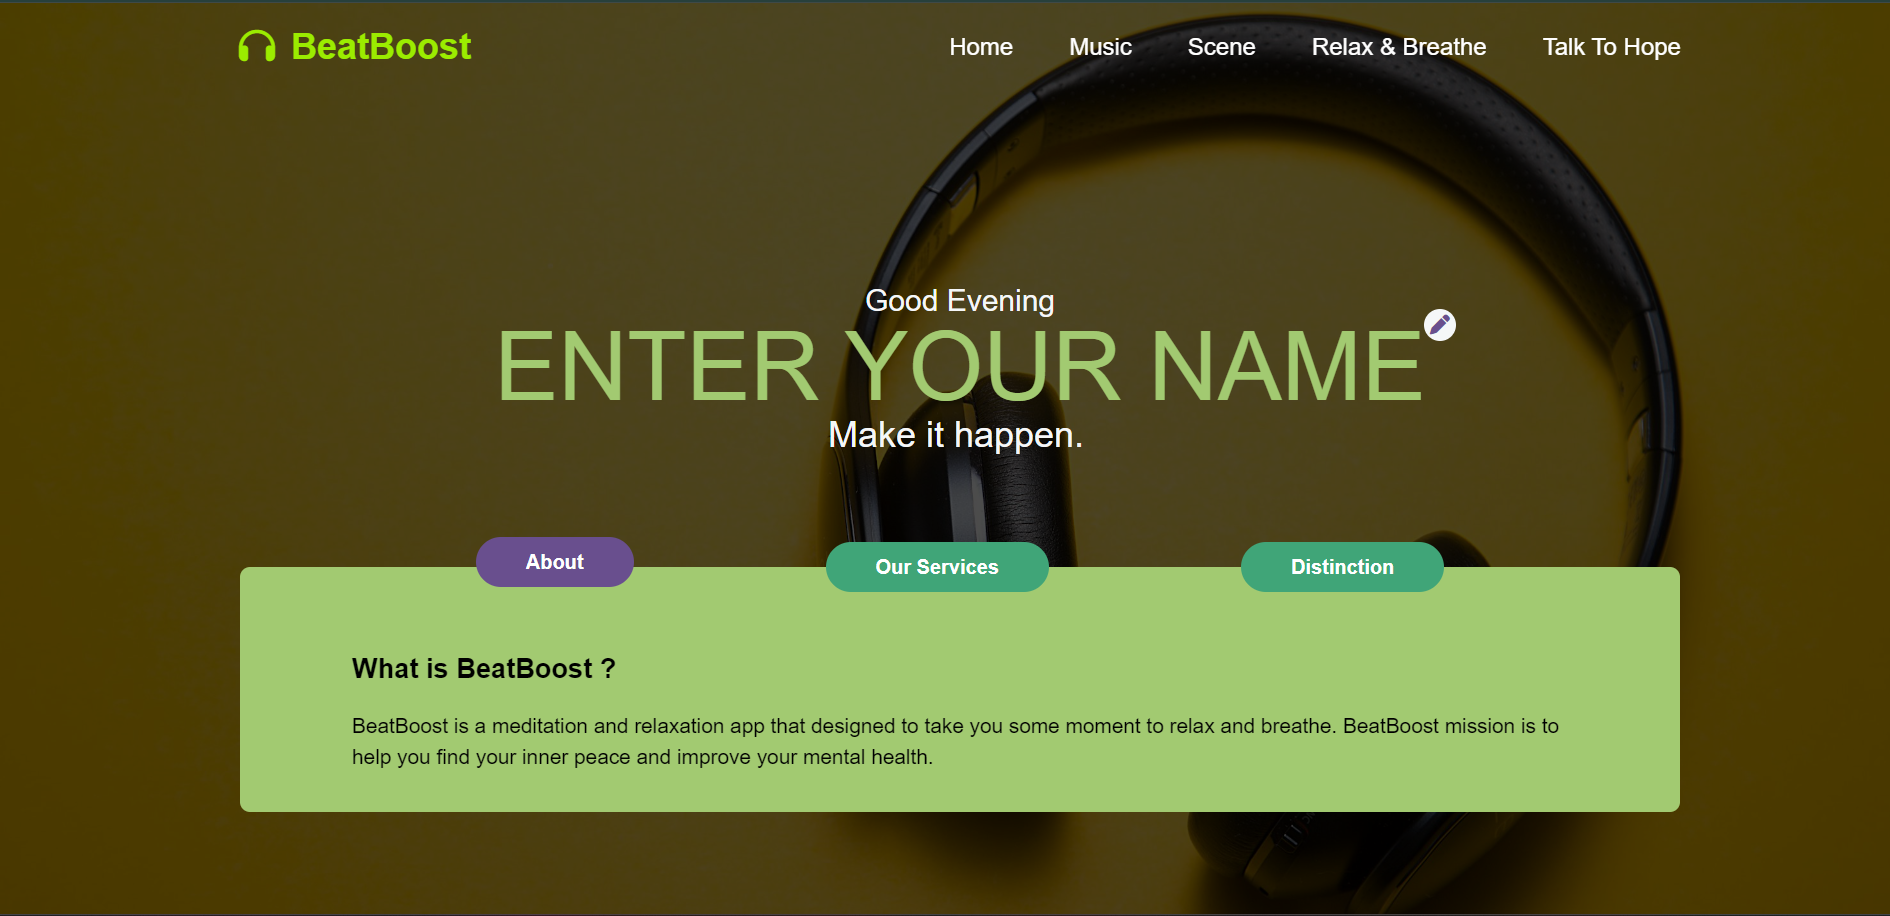 BeatBoost
Home Music Scene Relax & Breathe Talk To Hope
Good Evening
ENTER YOUR NAME
Make it happen.
About
Our Services
Distinction
What is BeatBoost ?
BeatBoost is a meditation and relaxation app that designed to take you some moment to relax and breathe. BeatBoost mission is to
help you find your inner peace and improve your mental health.